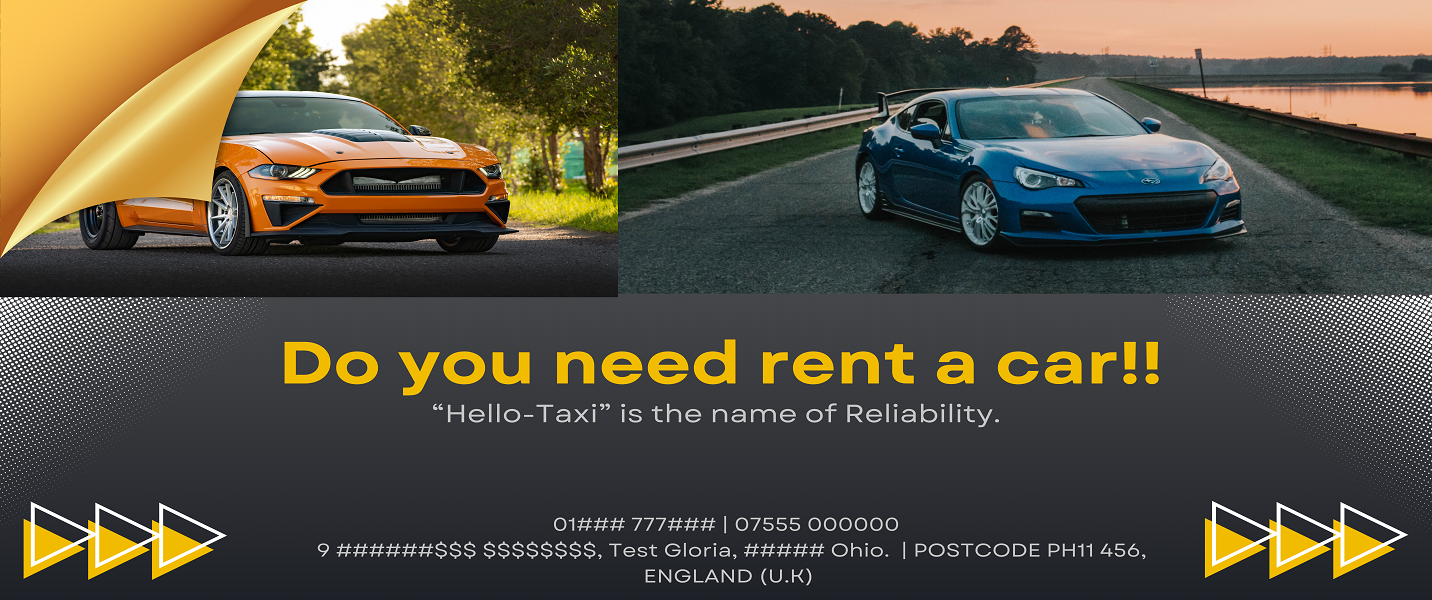 Do you need rent a car!!
“Hello-Taxi” is the name of Reliability.
01### 777### | 07555 000000
9 ######$$$ $$$$$$$$, Test Gloria, ##### Ohio.  | POSTCODE PH11 456,
ENGLAND (U.K)